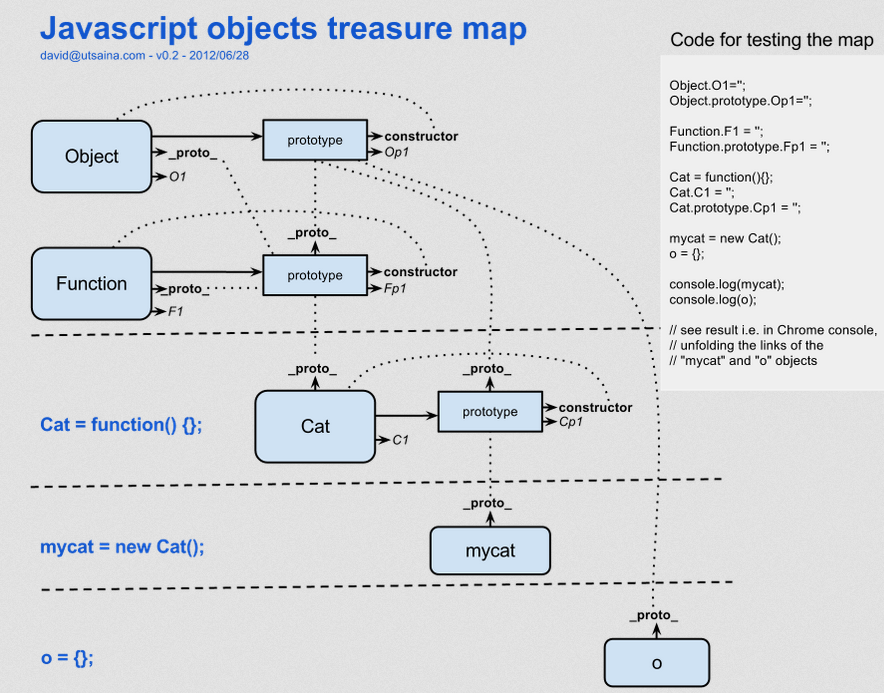 Javascript objects treasure map
david@utsaina.com - v0.2 - 2012/06/28
Code for testing the map
Object.O1='';
Object.prototype.Op1='';
Function.F1 = '';
Function.prototype.Fp1 = '';
Cat = function(){};
Cat.C1 = '';
Cat.prototype.Cp1 = '';
mycat = new Cat();
o = {};
console.log(mycat);
console.log(o);
// see result i.e. in Chrome console,
// unfolding the links of the
// "mycat" and "o" objects
Object
_proto_
O1
prototype
constructor
Op1
Function
_proto_
F1
_proto_
prototype
constructor
Fp1
Cat = function() {};
_proto_
Cat
C1
_proto_
prototype
constructor
Cp1
mycat = new Cat();
_proto_
mycat
o = {};
_proto_
o